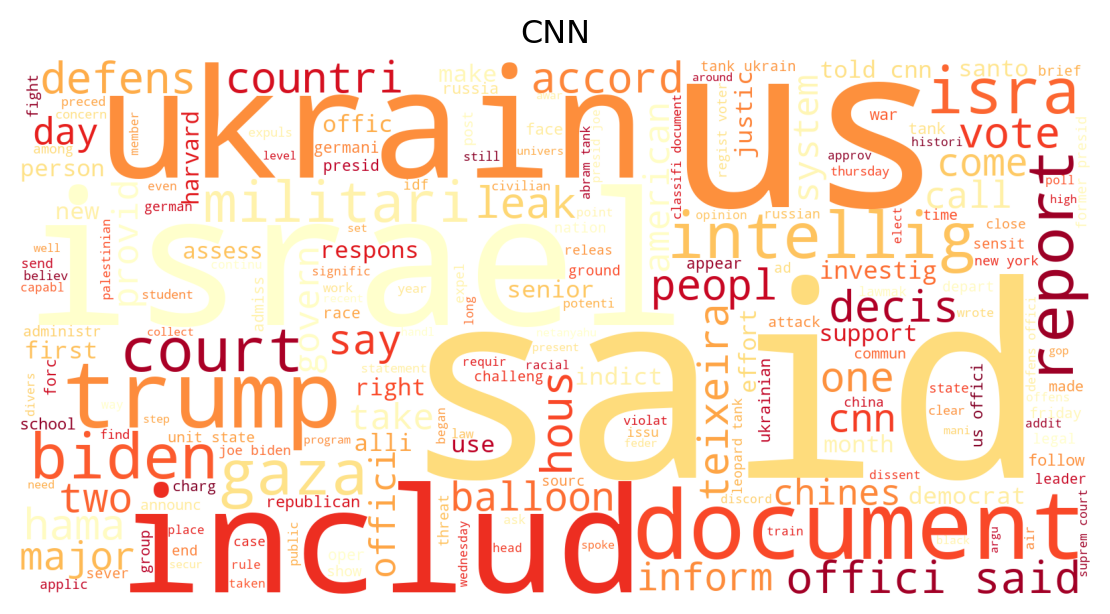 CNN
fight
preced
concern
defens
countri
make
russia
accord
tank ukrain
around
told cnn
santo
brief
ukrain
us
isra
day
among
member
harvard
expuls
level
offic
germani
presid
face
post
univers
still
abram tank
classifi document
regist voter
justic
system
war
tank
histori
vote
person
even
german
idf
civilian
american
approv
thursday
come
poll
high
former presid
new
provid
militari
leak
point
nation
opinion
russian
call
elect
time
close
report
israel
well
send
believ
capabl
palestinian
student
assess
set
respons
signific
work
year
expel
long
senior
releas
ground
potenti
intellig
sensit
new york
appear
ad
investig
depart
peopl
decis
wrote
administr
first
forc
collect
admiss
govern
race
say
present
attack
support
commun
gop
defens offici
court
trump
statement
right
requir
racial
challeng
indict
said
hous
teixeira
effort
ukrainian
one
state
china
cnn
clear
mani
us offici
made
offens
friday
addit
divers
school
step
take
began
law
use
violat
issu
feder
leopard tank
month
biden
find
unit state
joe biden
program
alli
sourc
dissent
follow
leader
need
charg
gaza
offici
two
announc
republican
balloon
discord
chines
democrat
hama
includ
document
major
group
place
end
secur
case
rule
taken
public
open
show
threat
wednesday
ask
head
spoke
train
argu
air
suprem court
applic
sever
inform
offici said